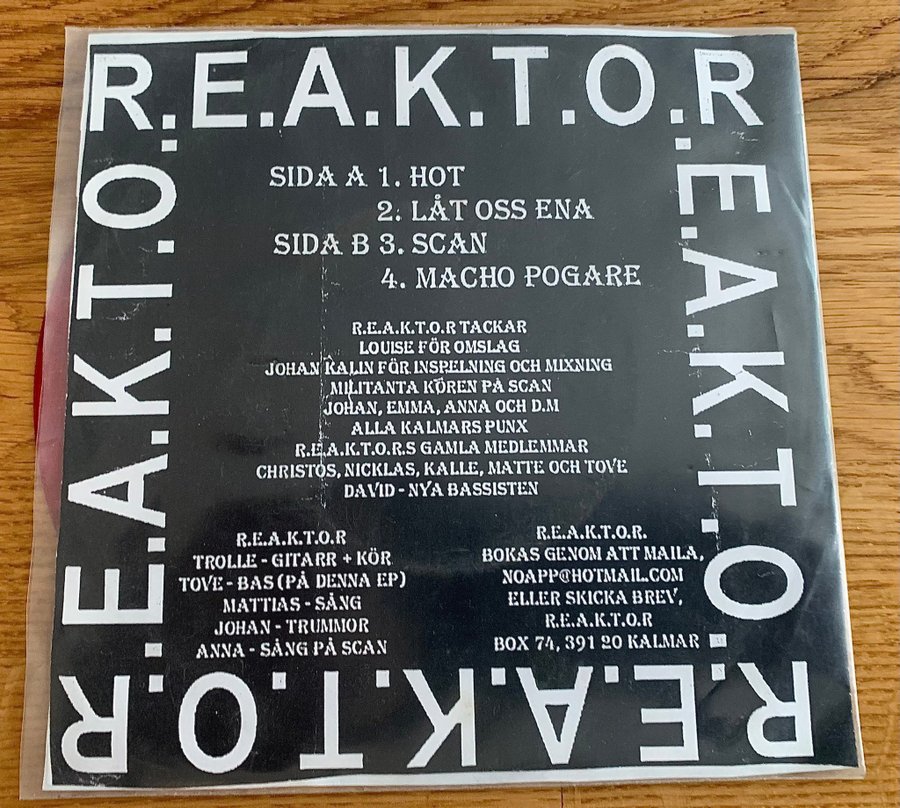 R.E.A.K.T.O.R
.E.A.K.T.O
R.E.A.K.T.O.R
.E.A.K.T.O
SIDA A 1. HOT
2. LÅT OSS ENA
SIDA B 3. SCAN
4. MACHO POGARE
R.E.A.K.T.O.R TACKAR
LOUISE FÖR OMSLAG
JOHAN KALIN FÖR INSPELNING OCH MIXNING
MILITANTA KÖREN PÅ SCAN
JOHAN, EMMA, ANNA OCH D.M
ALLA KALMARS PUNX
R.E.A.K.T.O.R.S GAMLA MEDLEMMAR
CHRISTOS, NICKLAS, KALLE, MATTE OCH TOVE
DAVID - NYA BASSISTEN
R.E.A.K.T.O.R
TROLLE - GITARR + KÖR
TOVE - BAS (PÅ DENNA EP)
MATTIAS - SÅNG
JOHAN - TRUMMOR
ANNA - SÅNG PÅ SCAN
R.E.A.K.T.O.R.
BOKAS GENOM ATT MAILA,
NOAPP@HOTMAIL.COM
ELLER SKICKA BREV,
R.E.A.K.T.O.R
BOX 74, 391 20 KALMAR